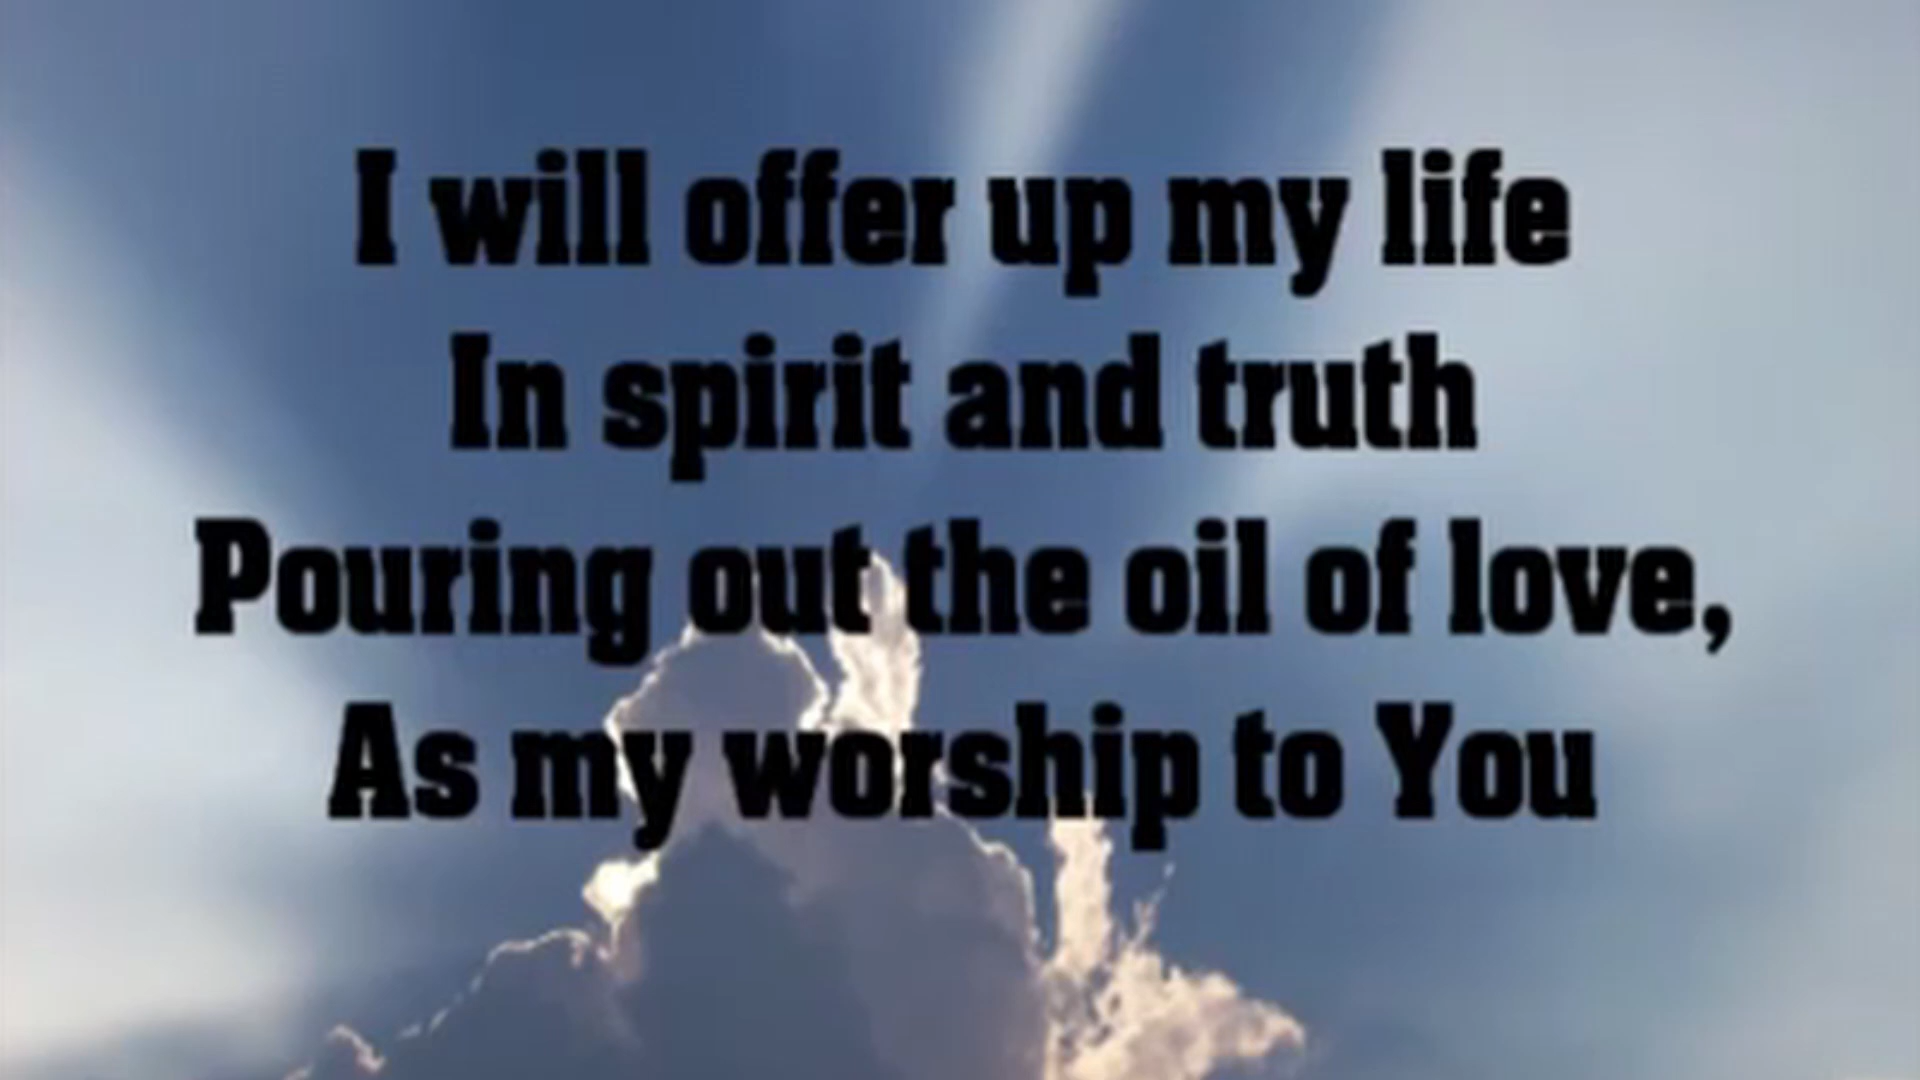 I will offer up my life
In spirit and truth
Pouring out the oil of love,
As my worship to You